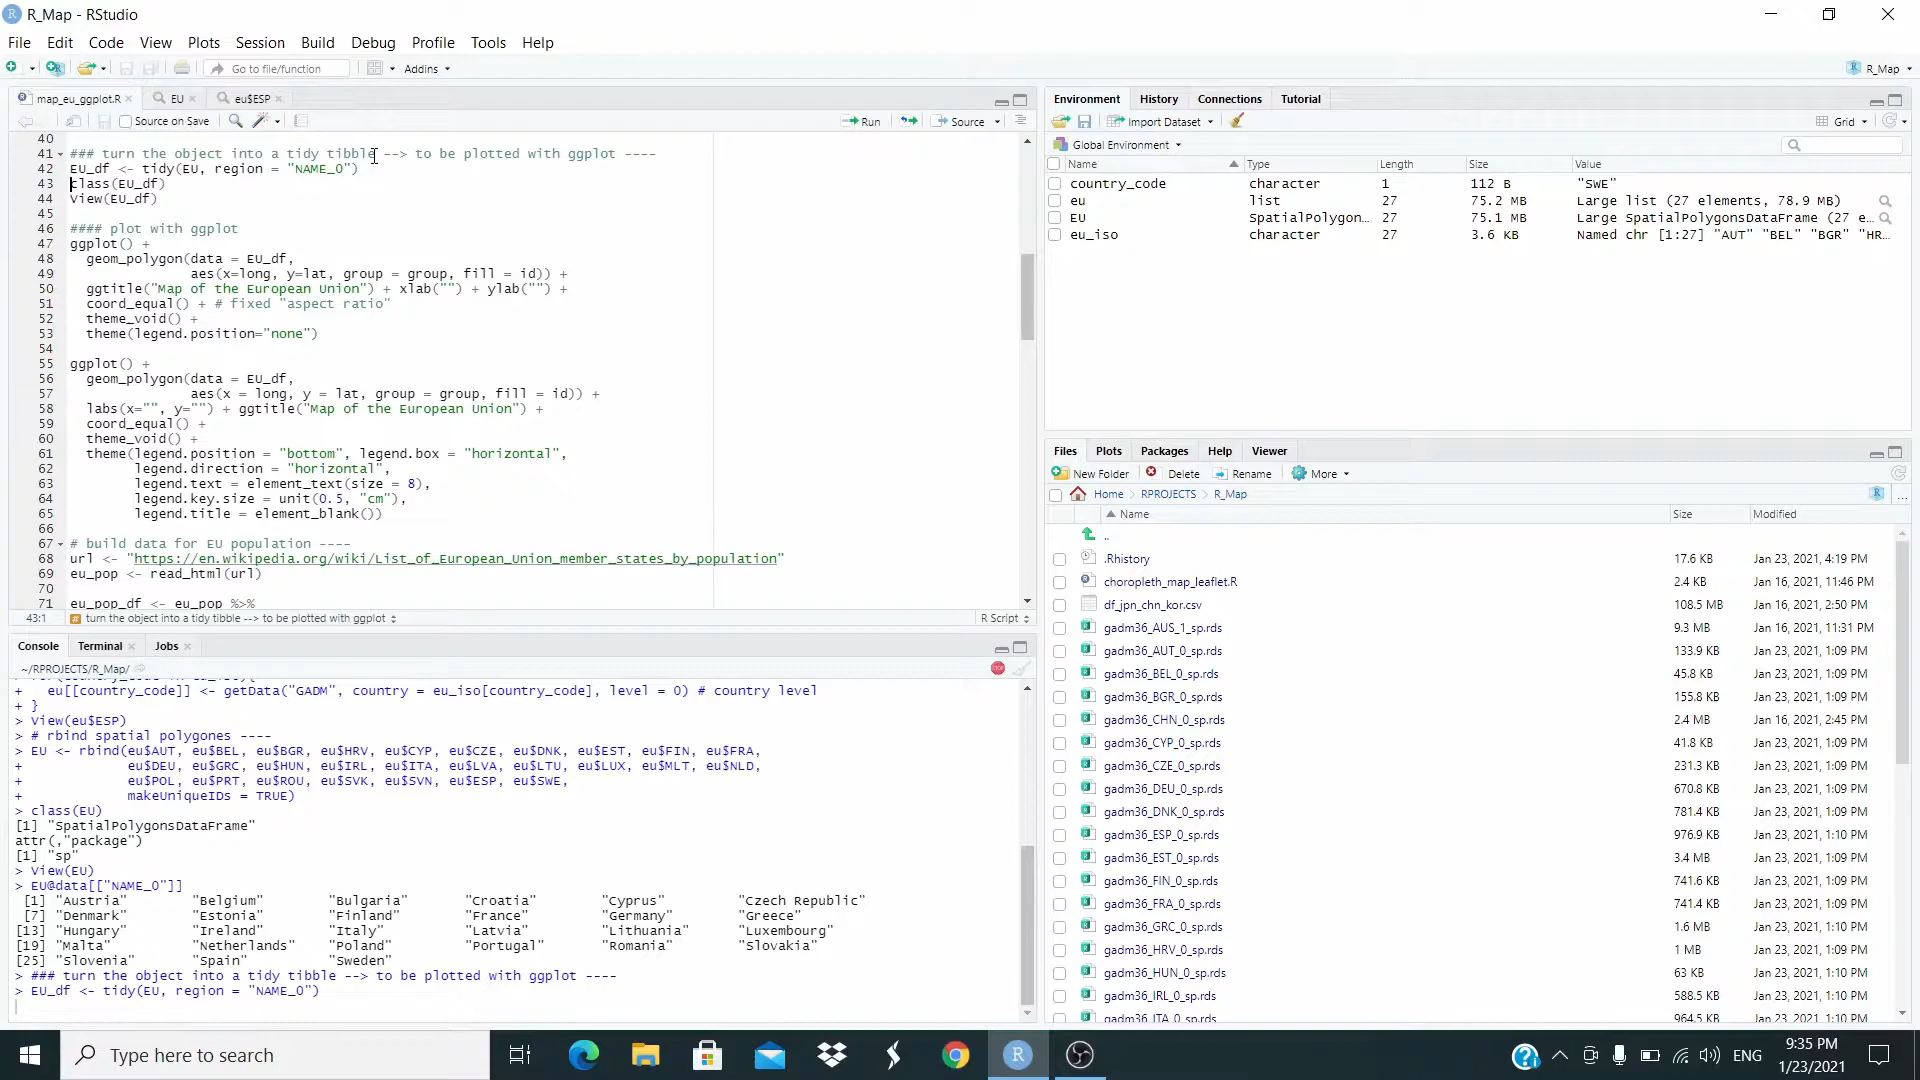 R_Map - RStudio
File Edit Code View Plots Session Build Debug Profile Tools Help
Go to file/function Addins R_Map
map_eu_ggplot.R EU eu$ESP
Source on Save Run Source
40
41 ### turn the object into a tidy tibble --> to be plotted with ggplot ----
42 EU_df <- tidy(EU, region = "NAME_0")
43 class(EU_df)
44 View(EU_df)
45
46 #### plot with ggplot
47 ggplot() +
48 geom_polygon(data = EU_df,
49 aes(x=long, y=lat, group = group, fill = id)) +
50 ggtitle("Map of the European Union") + xlab("") + ylab("") +
51 coord_equal() + # fixed "aspect ratio"
52 theme_void() +
53 theme(legend.position="none")
54
55 ggplot() +
56 geom_polygon(data = EU_df,
57 aes(x = long, y = lat, group = group, fill = id)) +
58 labs(x="", y="") + ggtitle("Map of the European Union") +
59 coord_equal() +
60 theme_void() +
61 theme(legend.position = "bottom", legend.box = "horizontal",
62 legend.direction = "horizontal",
63 legend.text = element_text(size = 8),
64 legend.key.size = unit(0.5, "cm"),
65 legend.title = element_blank())
66
67 # build data for EU population ----
68 url <- "https://en.wikipedia.org/wiki/List_of_European_Union_member_states_by_population"
69 eu_pop <- read_html(url)
70
71 eu_pop_df <- eu_pop %>%
43:1 turn the object into a tidy tibble --> to be plotted with ggplot R Script
Console Terminal Jobs
~/RPROJECTS/R_Map/
+ eu[[country_code]] <- getData("GADM", country = eu_iso[country_code], level = 0) # country level
+ }
> View(eu$ESP)
> # rbind spatial polygones ----
> EU <- rbind(eu$AUT, eu$BEL, eu$BGR, eu$HRV, eu$CYP, eu$CZE, eu$DNK, eu$EST, eu$FIN, eu$FRA,
+ eu$DEU, eu$GRC, eu$HUN, eu$IRL, eu$ITA, eu$LVA, eu$LTU, eu$LUX, eu$MLT, eu$NLD,
+ eu$POL, eu$PRT, eu$ROU, eu$SVK, eu$SVN, eu$ESP, eu$SWE,
+ makeUniqueIDs = TRUE)
> class(EU)
[1] "SpatialPolygonsDataFrame"
attr(,"package")
[1] "sp"
> View(EU)
> EU@data[["NAME_0"]]
[1] "Austria" "Belgium" "Bulgaria" "Croatia" "Cyprus" "Czech Republic"
[7] "Denmark" "Estonia" "Finland" "France" "Germany" "Greece"
[13] "Hungary" "Ireland" "Italy" "Latvia" "Lithuania" "Luxembourg"
[19] "Malta" "Netherlands" "Poland" "Portugal" "Romania" "Slovakia"
[25] "Slovenia" "Spain" "Sweden"
> ### turn the object into a tidy tibble --> to be plotted with ggplot ----
> EU_df <- tidy(EU, region = "NAME_0")
Environment History Connections Tutorial
Import Dataset Grid
Global Environment
Name Type Length Size Value
country_code character 1 112 B "SWE"
eu list 27 75.2 MB Large list (27 elements, 78.9 MB)
EU SpatialPolygon… 27 75.1 MB Large SpatialPolygonsDataFrame (27 e…
eu_iso character 27 3.6 KB Named chr [1:27] "AUT" "BEL" "BGR" "HR…
Files Plots Packages Help Viewer
New Folder Delete Rename More
Home RPROJECTS R_Map ...
Name Size Modified
..
.Rhistory 17.6 KB Jan 23, 2021, 4:19 PM
choropleth_map_leaflet.R 2.4 KB Jan 16, 2021, 11:46 PM
df_jpn_chn_kor.csv 108.5 MB Jan 16, 2021, 2:50 PM
gadm36_AUS_1_sp.rds 9.3 MB Jan 16, 2021, 11:31 PM
gadm36_AUT_0_sp.rds 133.9 KB Jan 23, 2021, 1:09 PM
gadm36_BEL_0_sp.rds 45.8 KB Jan 23, 2021, 1:09 PM
gadm36_BGR_0_sp.rds 155.8 KB Jan 23, 2021, 1:09 PM
gadm36_CHN_0_sp.rds 2.4 MB Jan 16, 2021, 2:45 PM
gadm36_CYP_0_sp.rds 41.8 KB Jan 23, 2021, 1:09 PM
gadm36_CZE_0_sp.rds 231.3 KB Jan 23, 2021, 1:09 PM
gadm36_DEU_0_sp.rds 670.8 KB Jan 23, 2021, 1:09 PM
gadm36_DNK_0_sp.rds 781.4 KB Jan 23, 2021, 1:09 PM
gadm36_ESP_0_sp.rds 976.9 KB Jan 23, 2021, 1:10 PM
gadm36_EST_0_sp.rds 3.4 MB Jan 23, 2021, 1:09 PM
gadm36_FIN_0_sp.rds 741.6 KB Jan 23, 2021, 1:09 PM
gadm36_FRA_0_sp.rds 741.4 KB Jan 23, 2021, 1:09 PM
gadm36_GRC_0_sp.rds 1.6 MB Jan 23, 2021, 1:10 PM
gadm36_HRV_0_sp.rds 1 MB Jan 23, 2021, 1:09 PM
gadm36_HUN_0_sp.rds 63 KB Jan 23, 2021, 1:10 PM
gadm36_IRL_0_sp.rds 588.5 KB Jan 23, 2021, 1:10 PM
gadm36_ITA_0_sp.rds 964.5 KB Jan 23, 2021, 1:10 PM
Type here to search
ENG
9:35 PM
1/23/2021